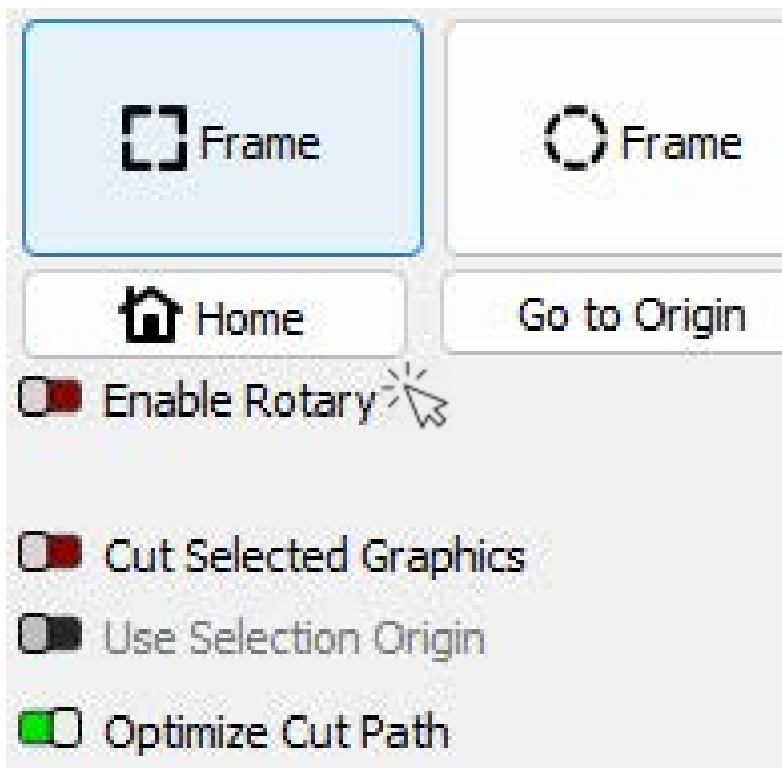 Frame
Frame
Home
Go to Origin
Enable Rotary
Cut Selected Graphics
Use Selection Origin
Optimize Cut Path